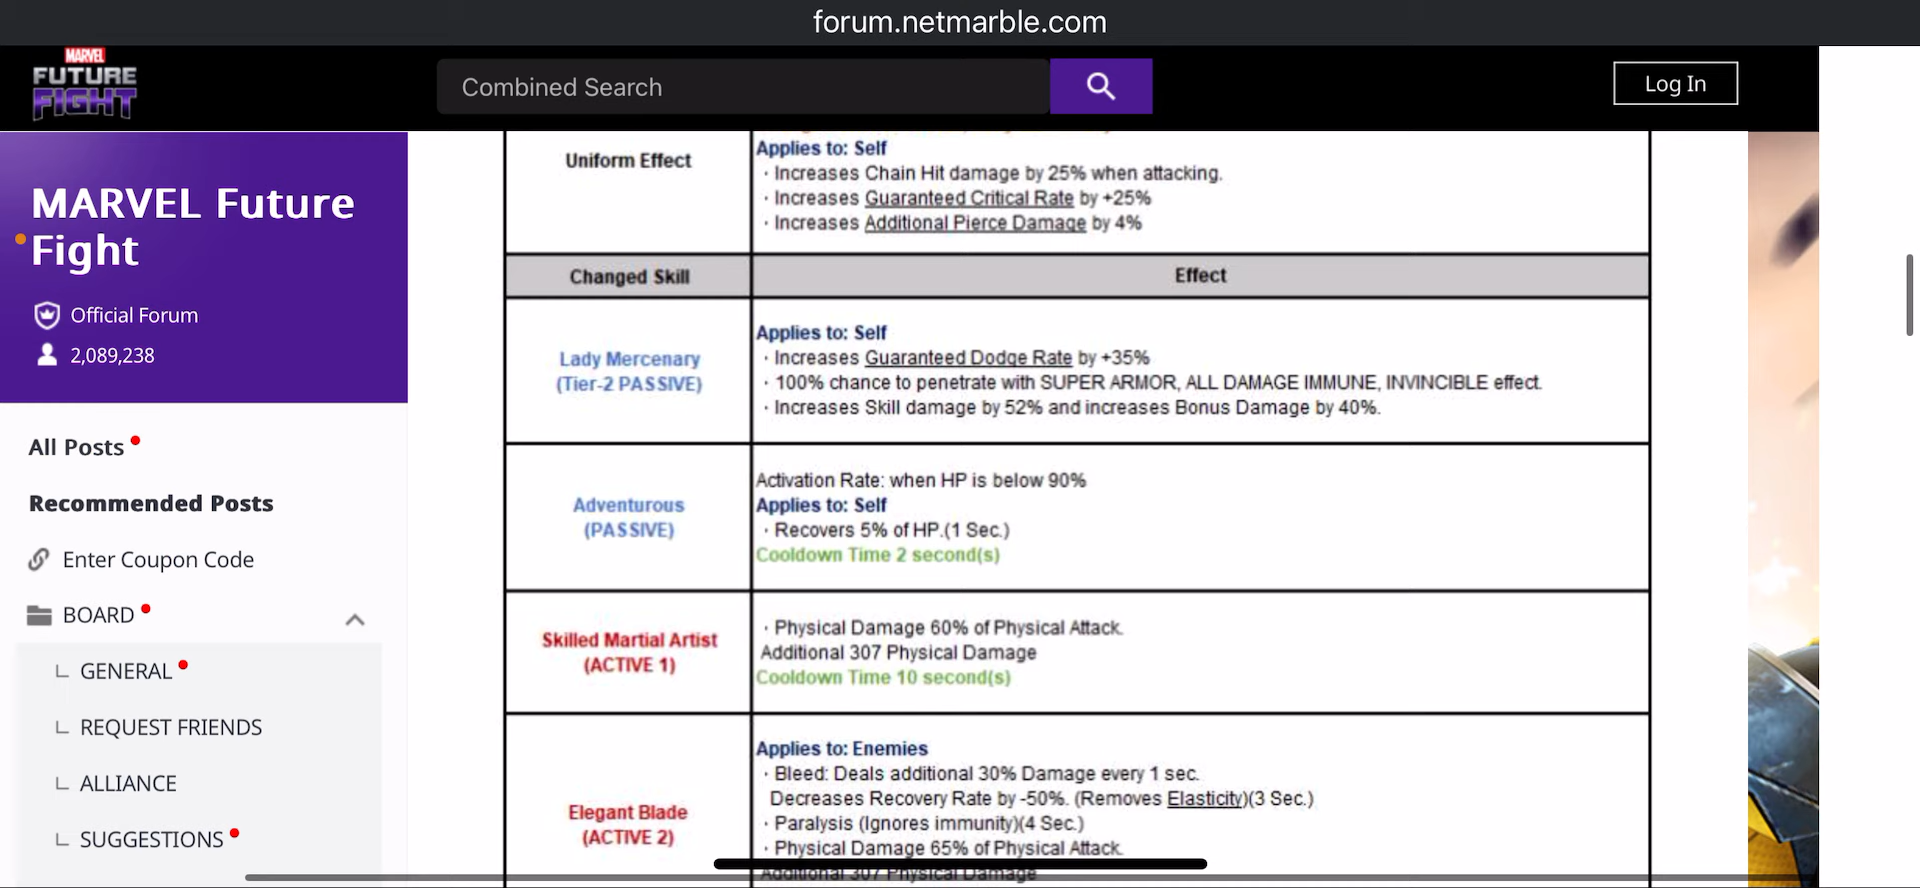 forum.netmarble.com
MARVEL
FUTURE
FIGHT
Combined Search
Log In
MARVEL Future
Fight
Official Forum
2,089,238
All Posts
Recommended Posts
Enter Coupon Code
BOARD
GENERAL
REQUEST FRIENDS
ALLIANCE
SUGGESTIONS
Uniform Effect
Applies to: Self
· Increases Chain Hit damage by 25% when attacking.
· Increases Guaranteed Critical Rate by +25%
· Increases Additional Pierce Damage by 4%
Changed Skill
Effect
Lady Mercenary
(Tier-2 PASSIVE)
Applies to: Self
· Increases Guaranteed Dodge Rate by +35%
· 100% chance to penetrate with SUPER ARMOR, ALL DAMAGE IMMUNE, INVINCIBLE effect.
· Increases Skill damage by 52% and increases Bonus Damage by 40%.
Adventurous
(PASSIVE)
Activation Rate: when HP is below 90%
Applies to: Self
· Recovers 5% of HP.(1 Sec.)
Cooldown Time 2 second(s)
Skilled Martial Artist
(ACTIVE 1)
· Physical Damage 60% of Physical Attack.
Additional 307 Physical Damage
Cooldown Time 10 second(s)
Elegant Blade
(ACTIVE 2)
Applies to: Enemies
· Bleed: Deals additional 30% Damage every 1 sec.
Decreases Recovery Rate by -50%. (Removes Elasticity)(3 Sec.)
· Paralysis (Ignores immunity)(4 Sec.)
· Physical Damage 65% of Physical Attack.
Additional 307 Physical Damage